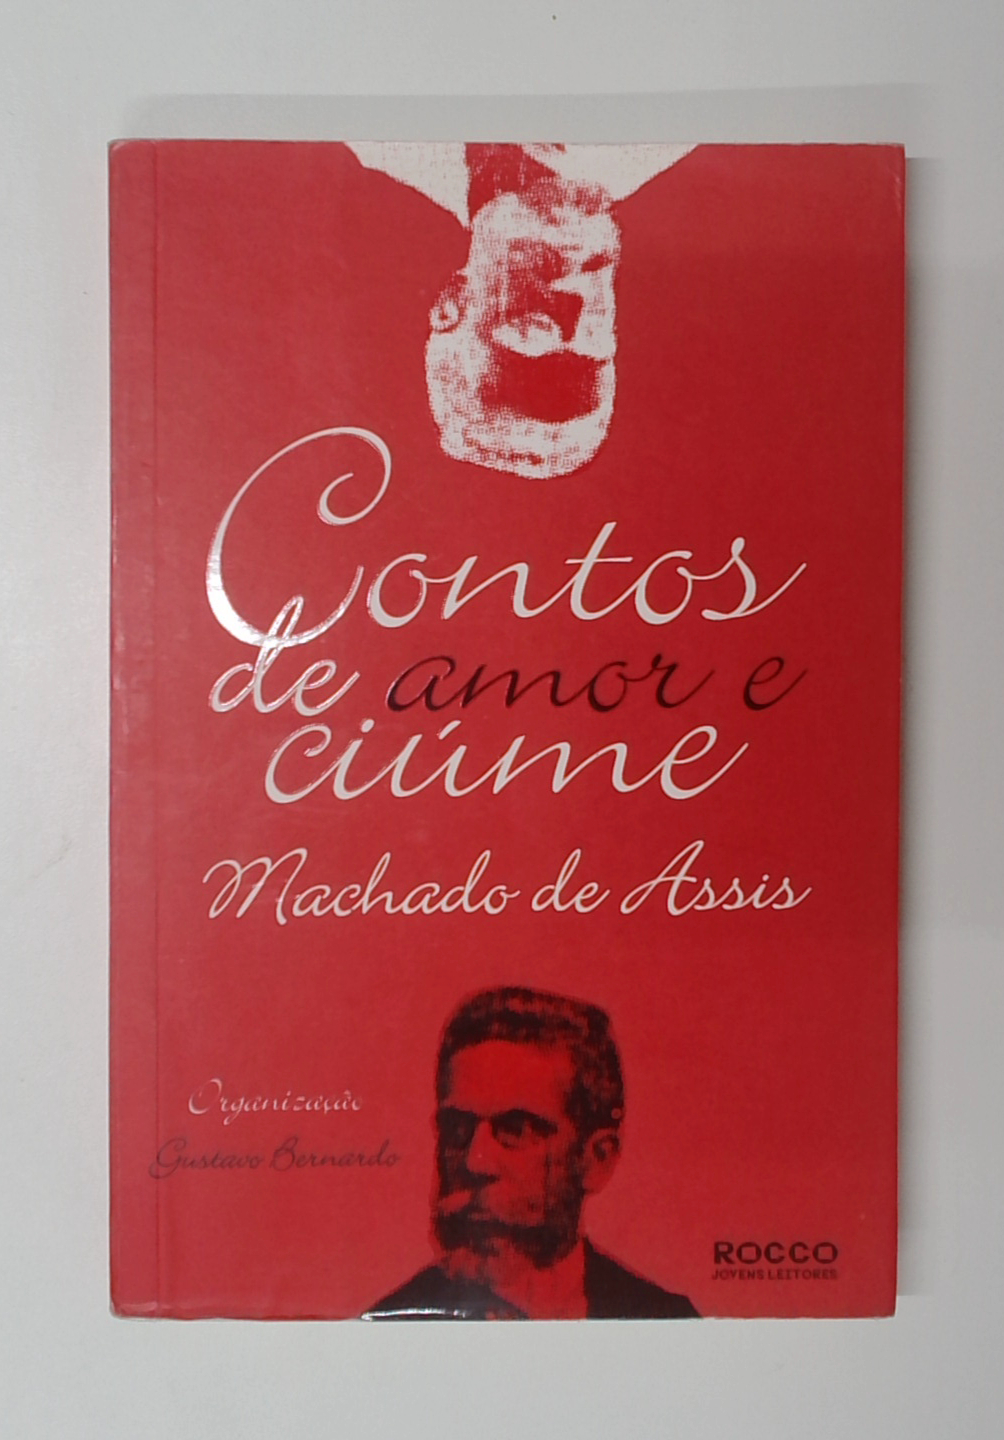 Contos
de amor e
ciúme
Machado de Assis
Organização
Gustavo Bernardo
ROCCO
JOVENS LEITORES